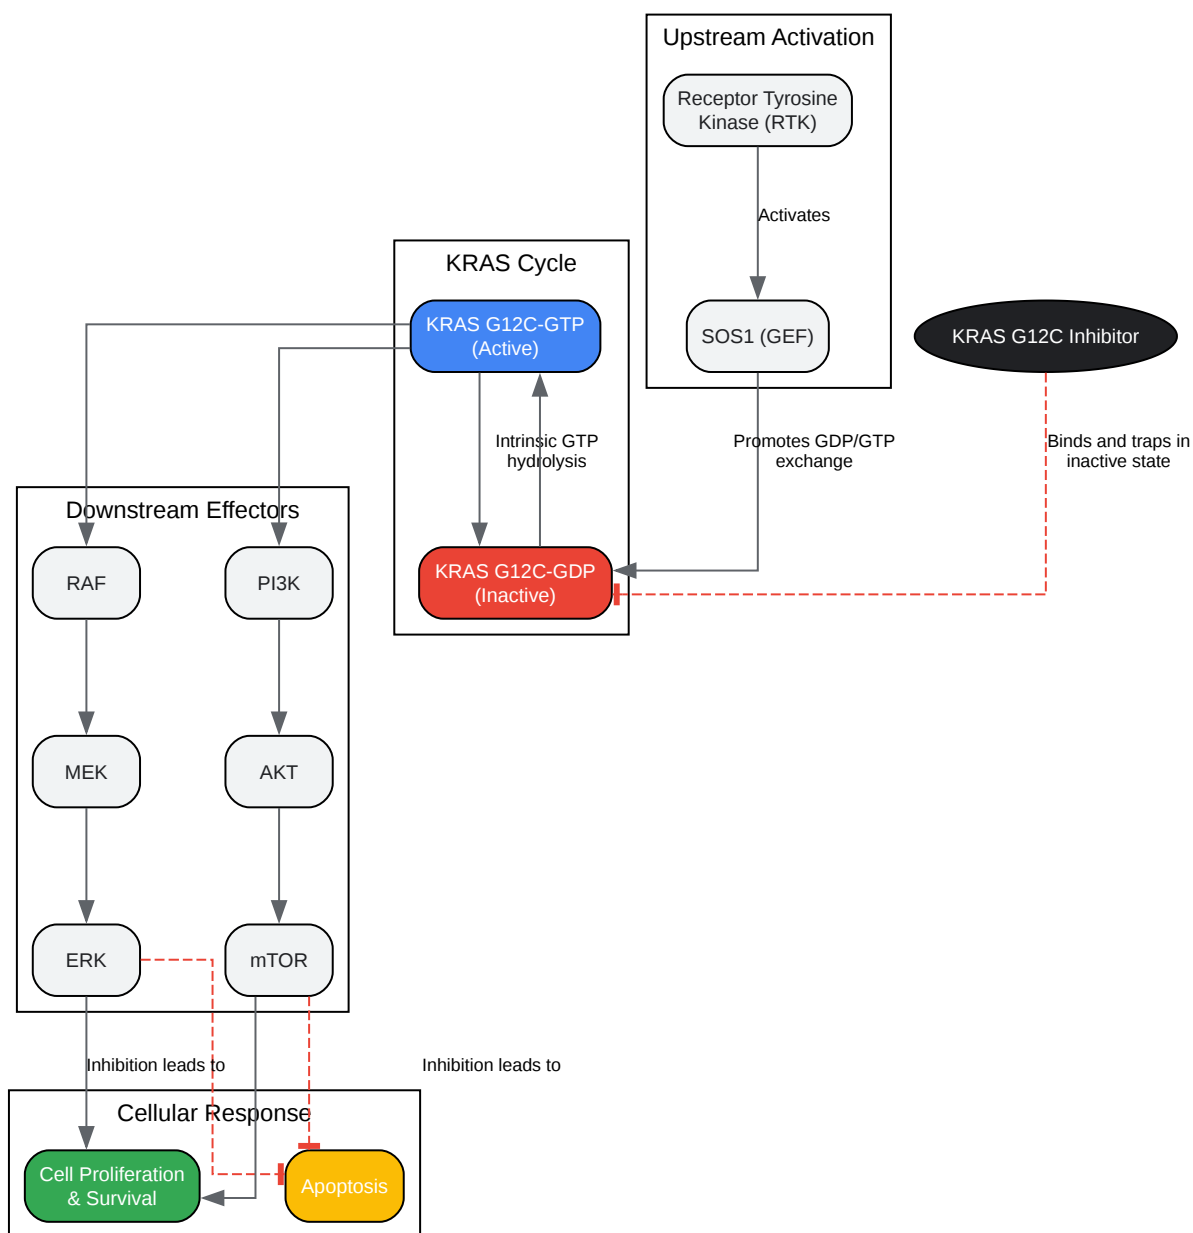 Upstream Activation
Receptor Tyrosine
Kinase (RTK)
Activates
SOS1 (GEF)
KRAS G12C Inhibitor
KRAS Cycle
KRAS G12C-GTP
(Active)
Intrinsic GTP
hydrolysis
Promotes GDP/GTP
exchange
Binds and traps in
inactive state
KRAS G12C-GDP
(Inactive)
Downstream Effectors
RAF
PI3K
MEK
AKT
ERK
mTOR
Inhibition leads to
Inhibition leads to
Cellular Response
Cell Proliferation
& Survival
Apoptosis